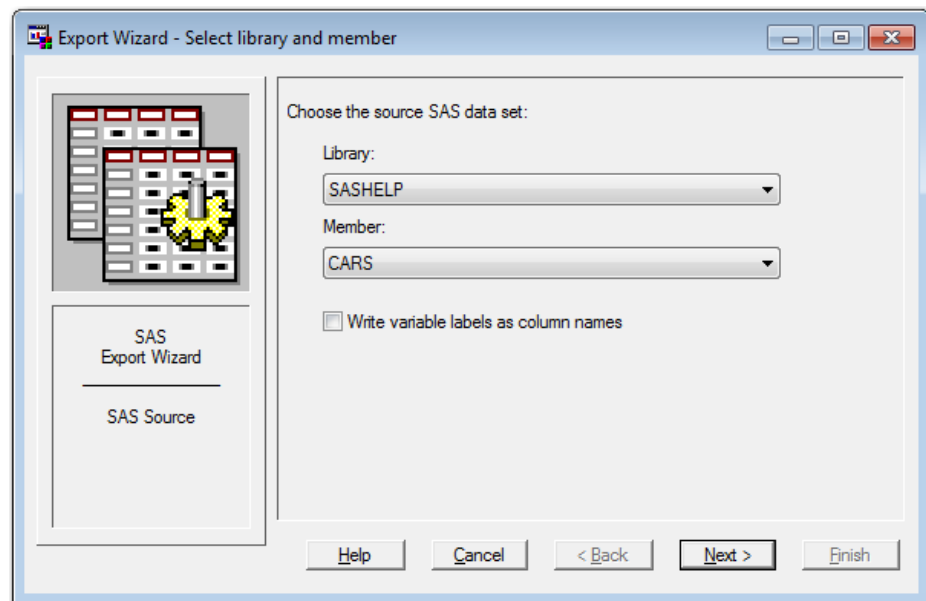 Export Wizard - Select library and member
Choose the source SAS data set:
Library:
SASHELP
Member:
CARS
Write variable labels as column names
SAS
Export Wizard
SAS Source
Help
Cancel
< Back
Next >
Finish